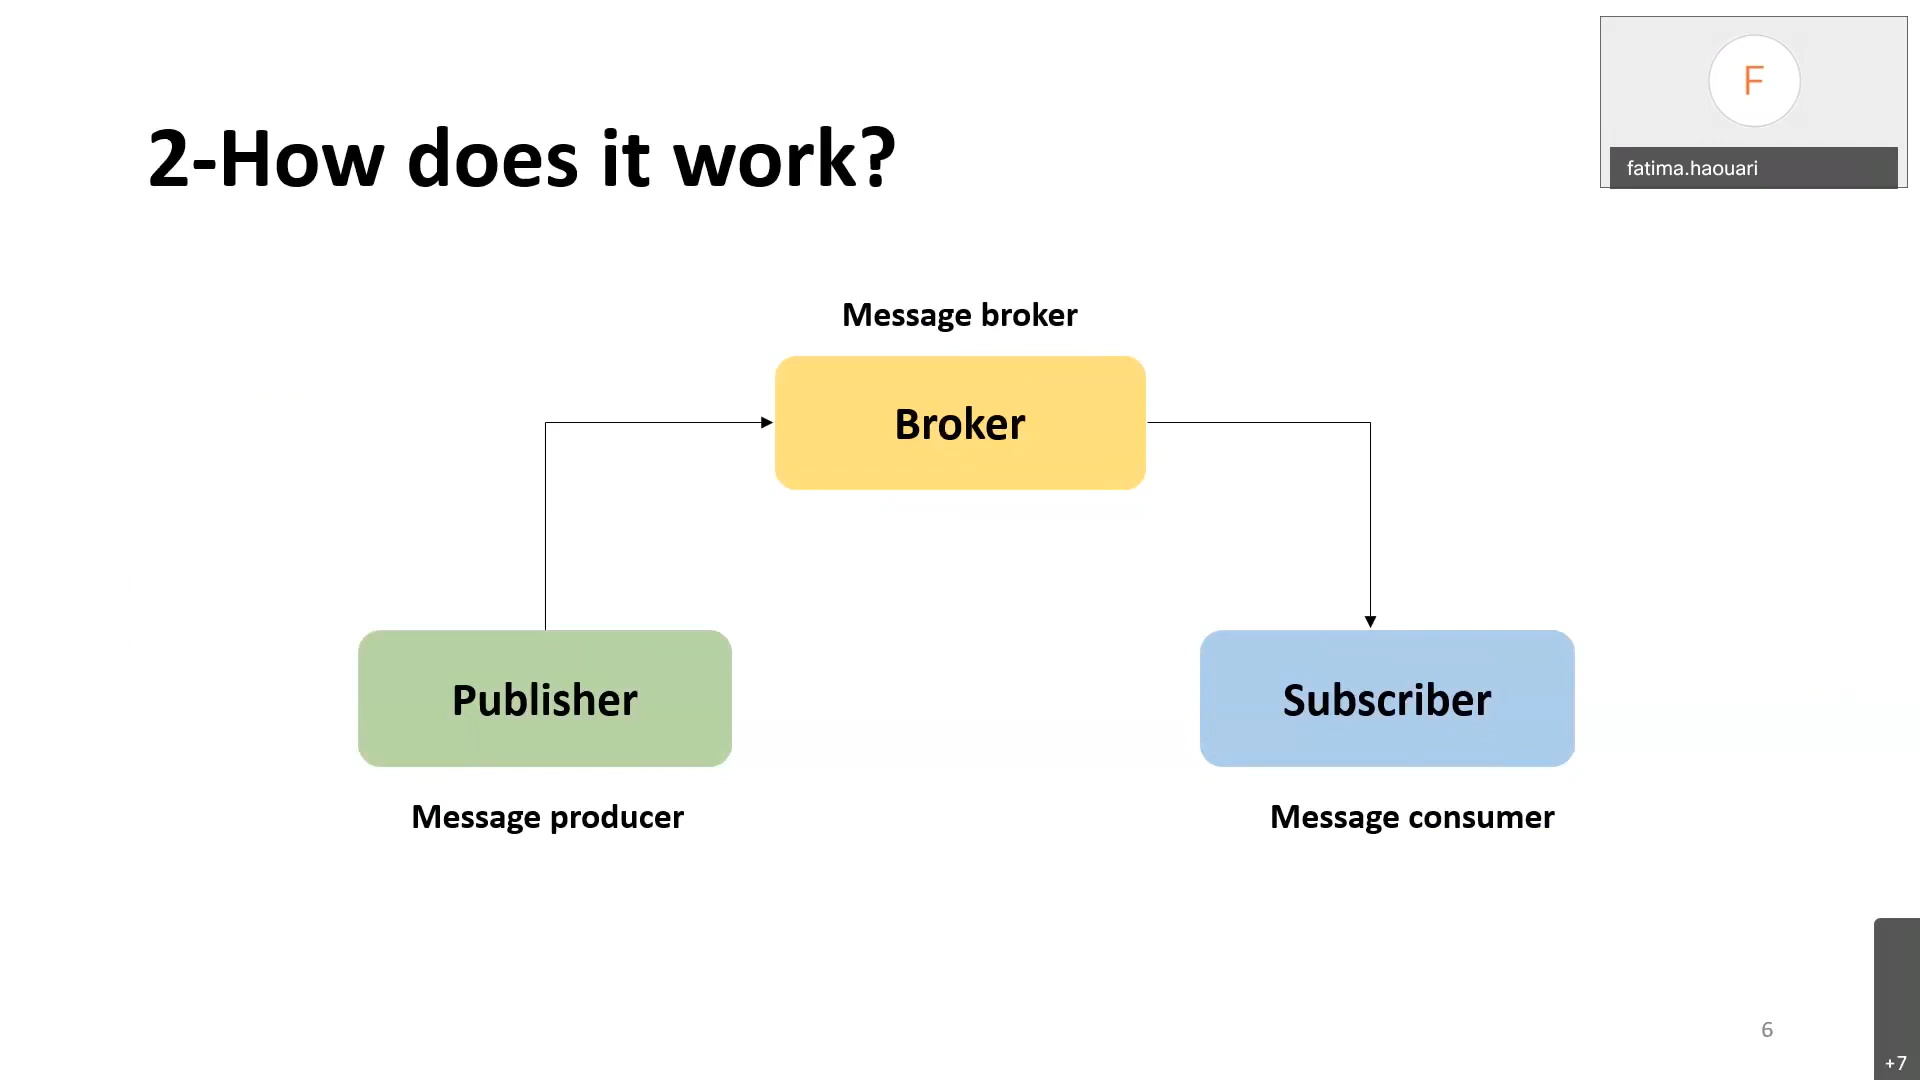 F
fatima.haouari
2-How does it work?
Message broker
Broker
Publisher
Subscriber
Message producer
Message consumer
6
+7